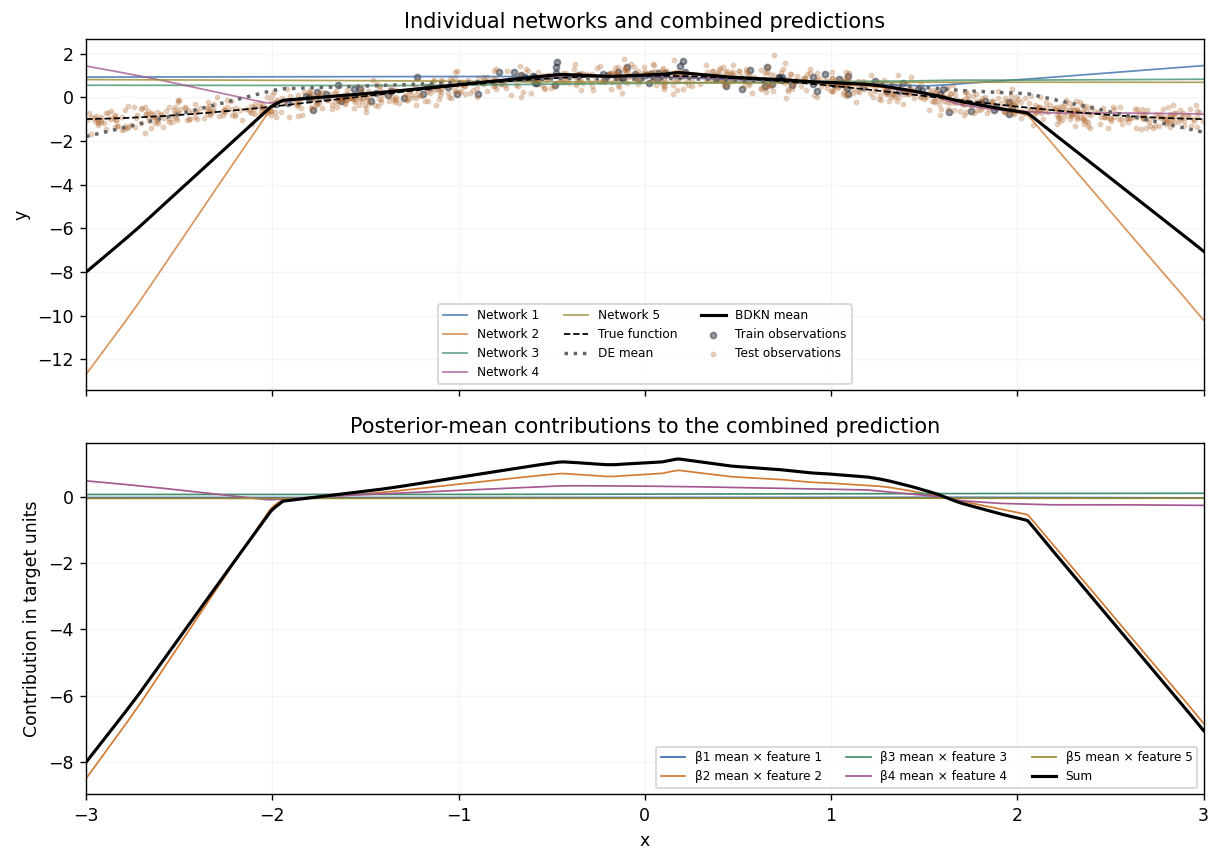 Individual networks and combined predictions
2
0
−2
−4
−6
−8
−10
−12
y
Network 1
Network 2
Network 3
Network 4
Network 5
True function
DE mean
BDKN mean
Train observations
Test observations
Posterior-mean contributions to the combined prediction
0
−2
−4
−6
−8
Contribution in target units
β1 mean × feature 1
β2 mean × feature 2
β3 mean × feature 3
β4 mean × feature 4
β5 mean × feature 5
Sum
−3 −2 −1 0 1 2 3
x